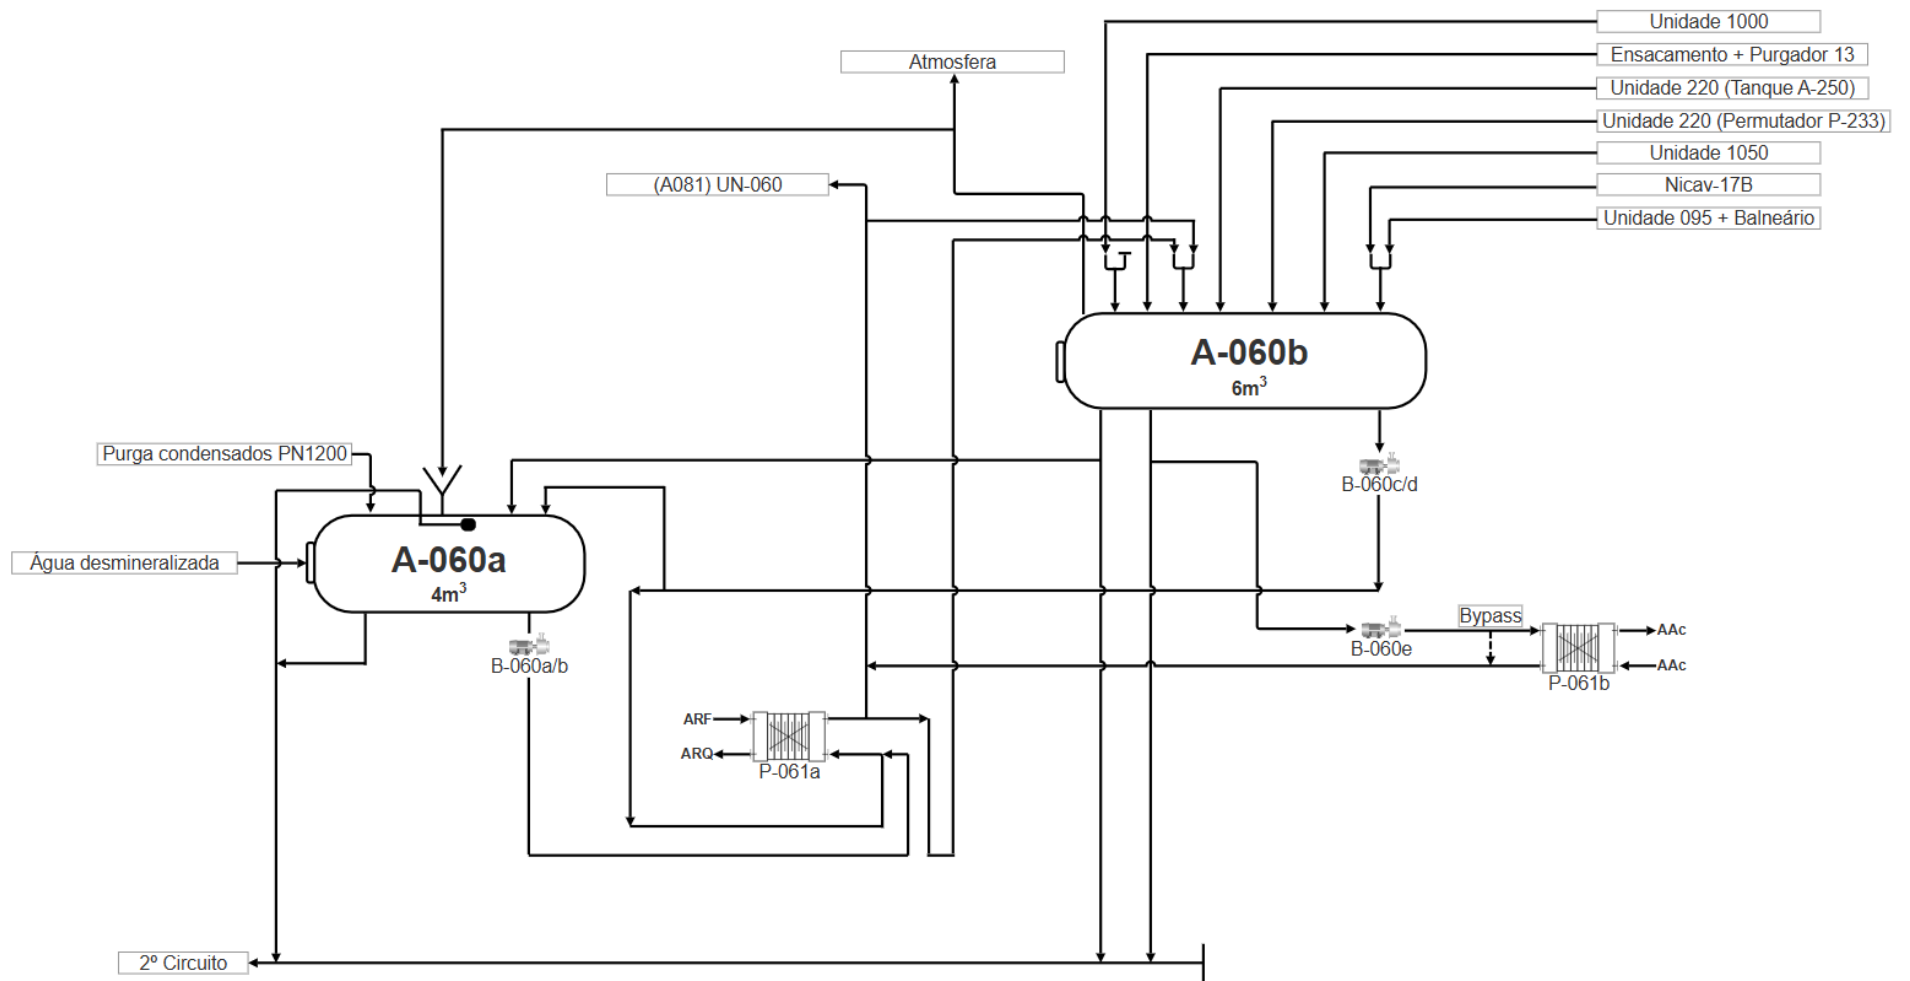 Unidade 1000
Ensacamento + Purgador 13
Atmosfera
Unidade 220 (Tanque A-250)
Unidade 220 (Permutador P-233)
Unidade 1050
(A081) UN-060
Nicav-17B
Unidade 095 + Balneário
A-060b
6m³
Purga condensados PN1200
B-060c/d
A-060a
Água desmineralizada
4m³
Bypass
AAc
B-060e
B-060a/b
AAc
P-061b
ARF
ARQ
P-061a
2º Circuito